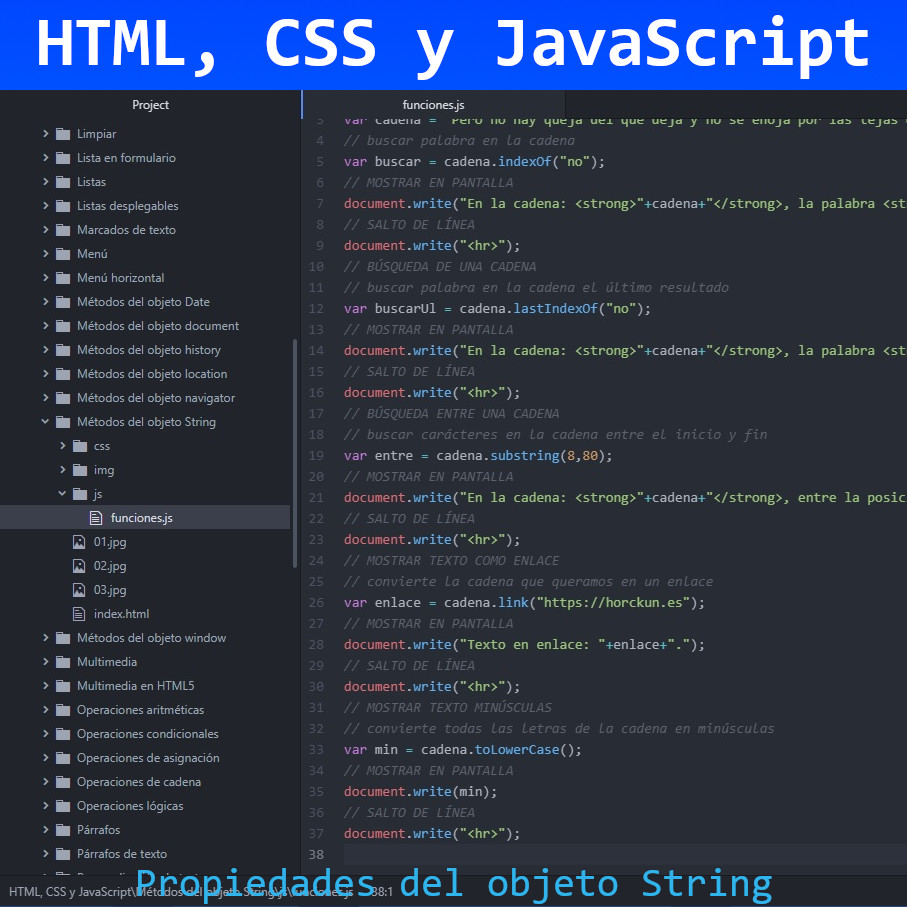 HTML, CSS y JavaScript
Project
Limpiar
Lista en formulario
Listas
Listas desplegables
Marcados de texto
Menú
Menú horizontal
Métodos del objeto Date
Métodos del objeto document
Métodos del objeto history
Métodos del objeto location
Métodos del objeto navigator
Métodos del objeto String
css
img
js
funciones.js
01.jpg
02.jpg
03.jpg
index.html
Métodos del objeto window
Multimedia
Multimedia en HTML5
Operaciones aritméticas
Operaciones condicionales
Operaciones de asignación
Operaciones de cadena
Operaciones lógicas
Párrafos
Párrafos de texto
funciones.js
3 var cadena = "Pero no hay queja del que deja y no se enoja por las tejas
4 // buscar palabra en la cadena
5 var buscar = cadena.indexOf("no");
6 // MOSTRAR EN PANTALLA
7 document.write("En la cadena: <strong>"+cadena+"</strong>, la palabra <st
8 // SALTO DE LÍNEA
9 document.write("<hr>");
10 // BÚSQUEDA DE UNA CADENA
11 // buscar palabra en la cadena el último resultado
12 var buscarUl = cadena.lastIndexOf("no");
13 // MOSTRAR EN PANTALLA
14 document.write("En la cadena: <strong>"+cadena+"</strong>, la palabra <st
15 // SALTO DE LÍNEA
16 document.write("<hr>");
17 // BÚSQUEDA ENTRE UNA CADENA
18 // buscar carácteres en la cadena entre el inicio y fin
19 var entre = cadena.substring(8,80);
20 // MOSTRAR EN PANTALLA
21 document.write("En la cadena: <strong>"+cadena+"</strong>, entre la posic
22 // SALTO DE LÍNEA
23 document.write("<hr>");
24 // MOSTRAR TEXTO COMO ENLACE
25 // convierte la cadena que queramos en un enlace
26 var enlace = cadena.link("https://horckun.es");
27 // MOSTRAR EN PANTALLA
28 document.write("Texto en enlace: "+enlace+".");
29 // SALTO DE LÍNEA
30 document.write("<hr>");
31 // MOSTRAR TEXTO MINÚSCULAS
32 // convierte todas las letras de la cadena en minúsculas
33 var min = cadena.toLowerCase();
34 // MOSTRAR EN PANTALLA
35 document.write(min);
36 // SALTO DE LÍNEA
37 document.write("<hr>");
38
HTML, CSS y JavaScript\Métodos del objeto String\js\funciones.js 38:1
Propiedades del objeto String